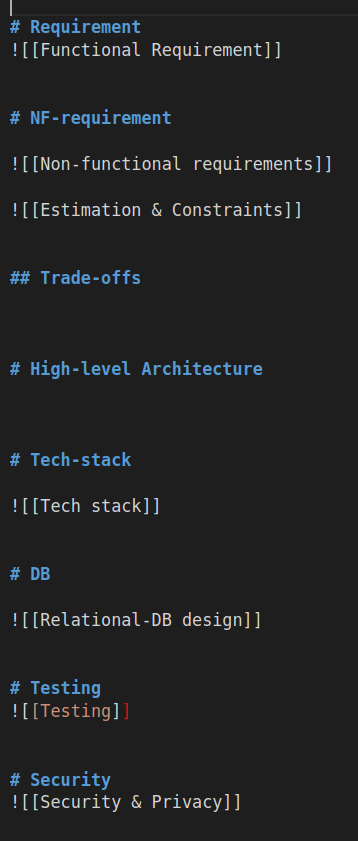 # Requirement
![[Functional Requirement]]
# NF-requirement
![[Non-functional requirements]]
![[Estimation & Constraints]]
## Trade-offs
# High-level Architecture
# Tech-stack
![[Tech stack]]
# DB
![[Relational-DB design]]
# Testing
![[Testing]]
# Security
![[Security & Privacy]]